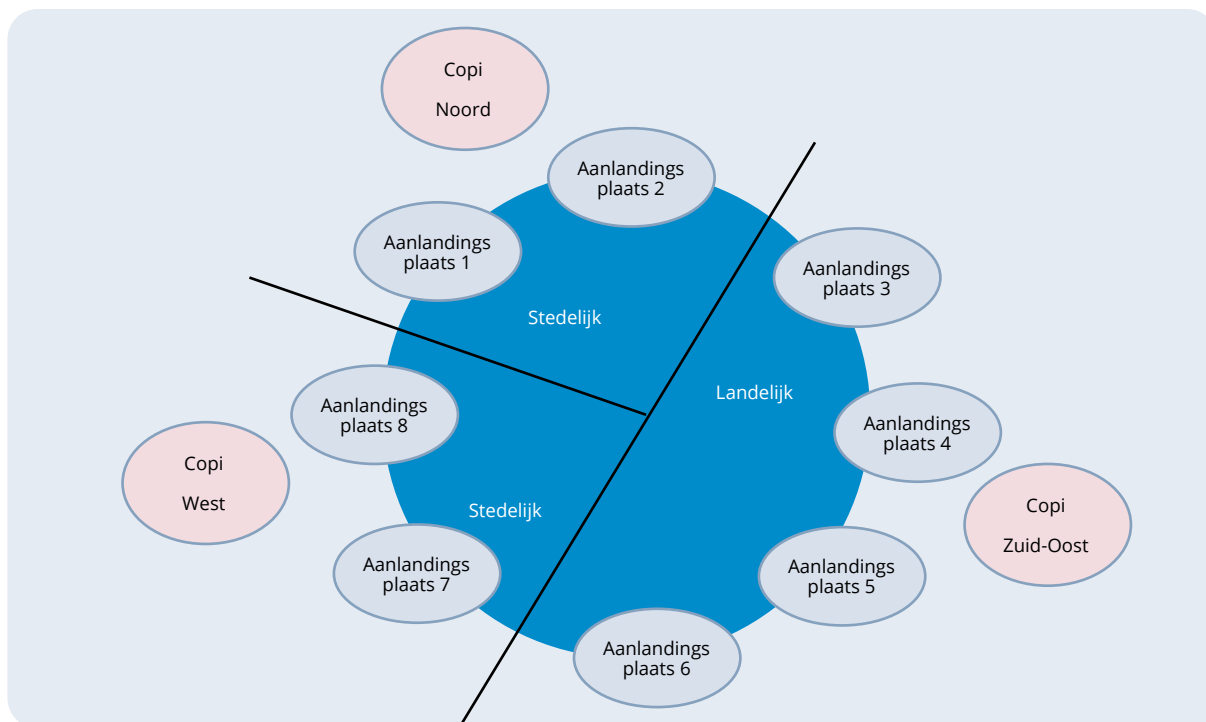 Copi
Noord
Aanlandings
plaats 2
Aanlandings
plaats 1
Aanlandings
plaats 3
Stedelijk
Landelijk
Aanlandings
plaats 8
Aanlandings
plaats 4
Copi
West
Stedelijk
Copi
Zuid-Oost
Aanlandings
plaats 7
Aanlandings
plaats 5
Aanlandings
plaats 6